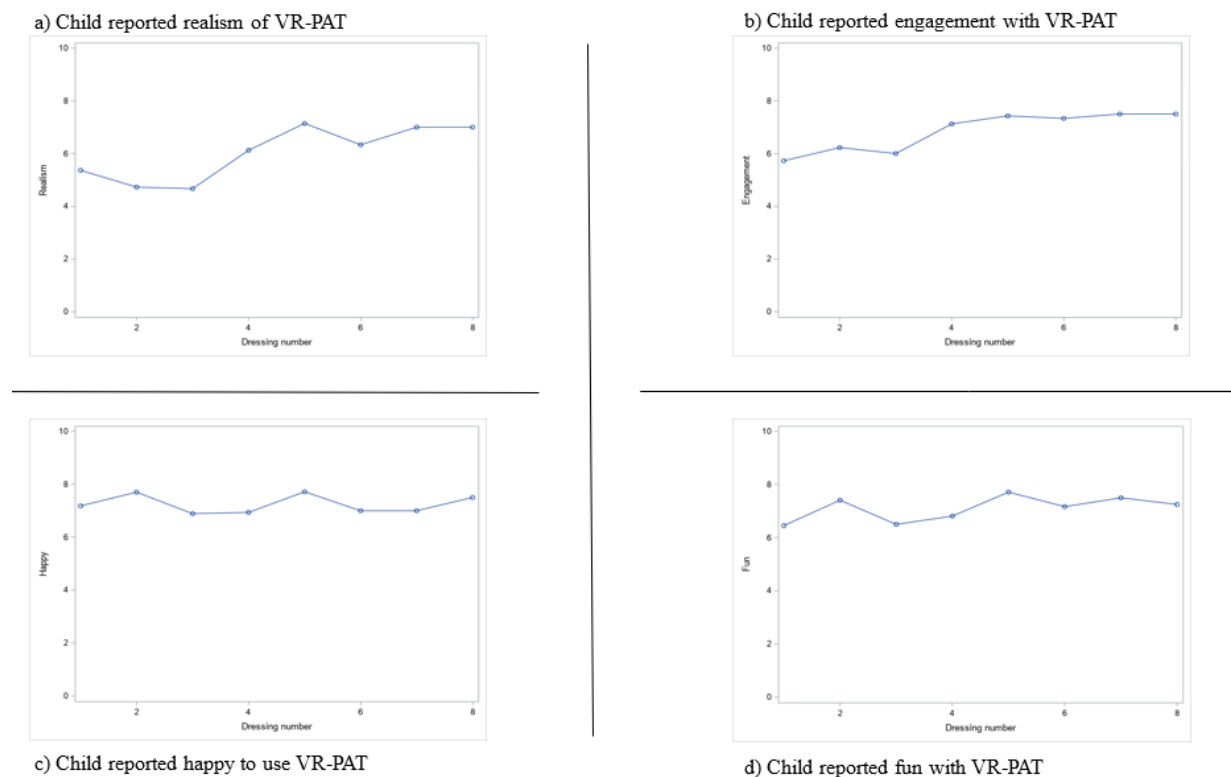 a) Child reported realism of VR-PAT
10
8
6
4
2
0
Realism
2 4 6 8
Dressing number
b) Child reported engagement with VR-PAT
10
8
6
4
2
0
Engagement
2 4 6 8
Dressing number
10
8
6
4
2
0
Happy
2 4 6 8
Dressing number
c) Child reported happy to use VR-PAT
10
8
6
4
2
0
Fun
2 4 6 8
Dressing number
d) Child reported fun with VR-PAT